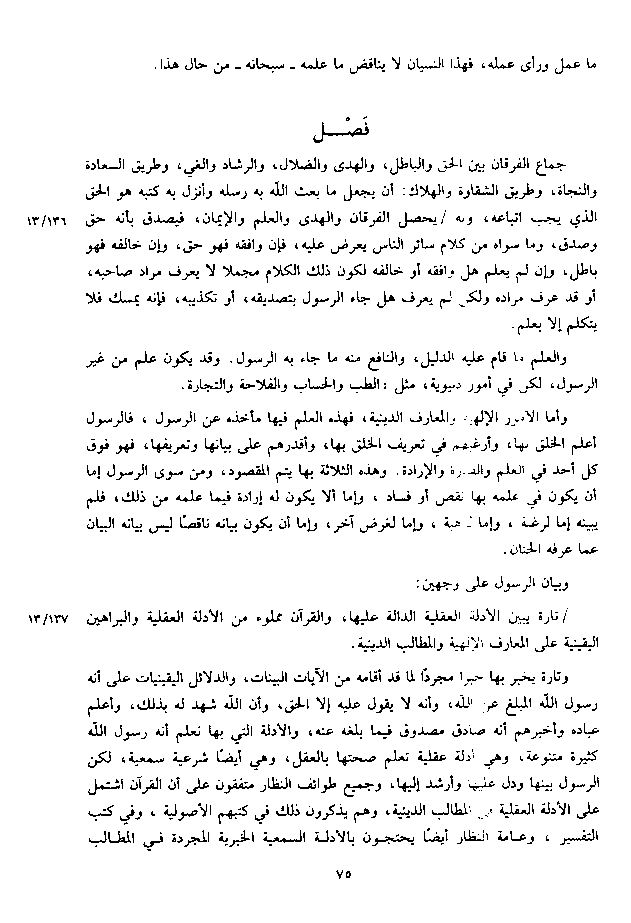 ما عمل ورأى عمله، فهذا النسيان لا يناقض ما علمه ـ سبحانه ـ من حال هذا.
فَصْـــل
جماع الفرقان بين الحق والباطل، والهدى والضلال، والرشاد والغي، وطريق السعادة
والنجاة، وطريق الشقاوة والهلاك: أن يجعل ما بعث الله به رسله وأنزل به كتبه هو الحق
الذي يجب اتباعه، وبه / يحصل الفرقان والهدى والعلم والإيمان، فيصدق بأنه حق ١٣/١٣٦
وصدق، وما سواه من كلام سائر الناس يعرض عليه، فإن وافقه فهو حق، وإن خالفه فهو
باطل، وإن لم يعلم هل وافقه أو خالفه لكون ذلك الكلام مجملا لا يعرف مراد صاحبه،
أو قد عرف مراده ولكن لم يعرف هل جاء الرسول بتصديقه، أو تكذيبه، فإنه يمسك فلا
يتكلم إلا بعلم.
والعلم ما قام عليه الدليل، والنافع منه ما جاء به الرسول. وقد يكون علم من غير
الرسول، لكن في أمور دنيوية، مثل : الطب والحساب والفلاحة والتجارة.
وأما الأمور الإلهية والمعارف الدينية، فهذه العلم فيها مأخذه عن الرسول ، فالرسول
أعلم الخلق بها، وأرغبهم في تعريف الخلق بها، وأقدرهم على بيانها وتعريفها، فهو فوق
كل أحد في العلم والقدرة والإرادة. وهذه الثلاثة بها يتم المقصود، ومن سوى الرسول إما
أن يكون في علمه بها نقص أو فساد ، وإما ألا يكون له إرادة فيما علمه من ذلك، فلم
يبينه إما لرغبة ، وإما لرهبة ، وإما لغرض آخر، وإما أن يكون بيانه ناقصًا ليس بيانه البيان
عما عرفه الجنان.
وبيان الرسول على وجهين:
/ تارة يبين الأدلة العقلية الدالة عليها، والقرآن مملوء من الأدلة العقلية والبراهين ١٣/١٣٧
اليقينية على المعارف الإلهية والمطالب الدينية.
وتارة يخبر بها خبرا مجردًا لما قد أقامه من الآيات البينات، والدلائل اليقينيات على أنه
رسول الله المبلغ عن الله، وأنه لا يقول عليه إلا الحق، وأن الله شهد له بذلك، وأعلم
عباده وأخبرهم أنه صادق مصدوق فيما بلغه عنه، والأدلة التي بها نعلم أنه رسول الله
كثيرة متنوعة، وهي أدلة عقلية تعلم صحتها بالعقل، وهي أيضًا شرعية سمعية، لكن
الرسول بينها ودل عليها وأرشد إليها، وجميع طوائف النظار متفقون على أن القرآن اشتمل
على الأدلة العقلية في المطالب الدينية، وهم يذكرون ذلك في كتبهم الأصولية ، وفي كتب
التفسير ، وعامة النظار أيضًا يحتجون بالأدلة السمعية الخبرية المجردة في المطالب
٧٥